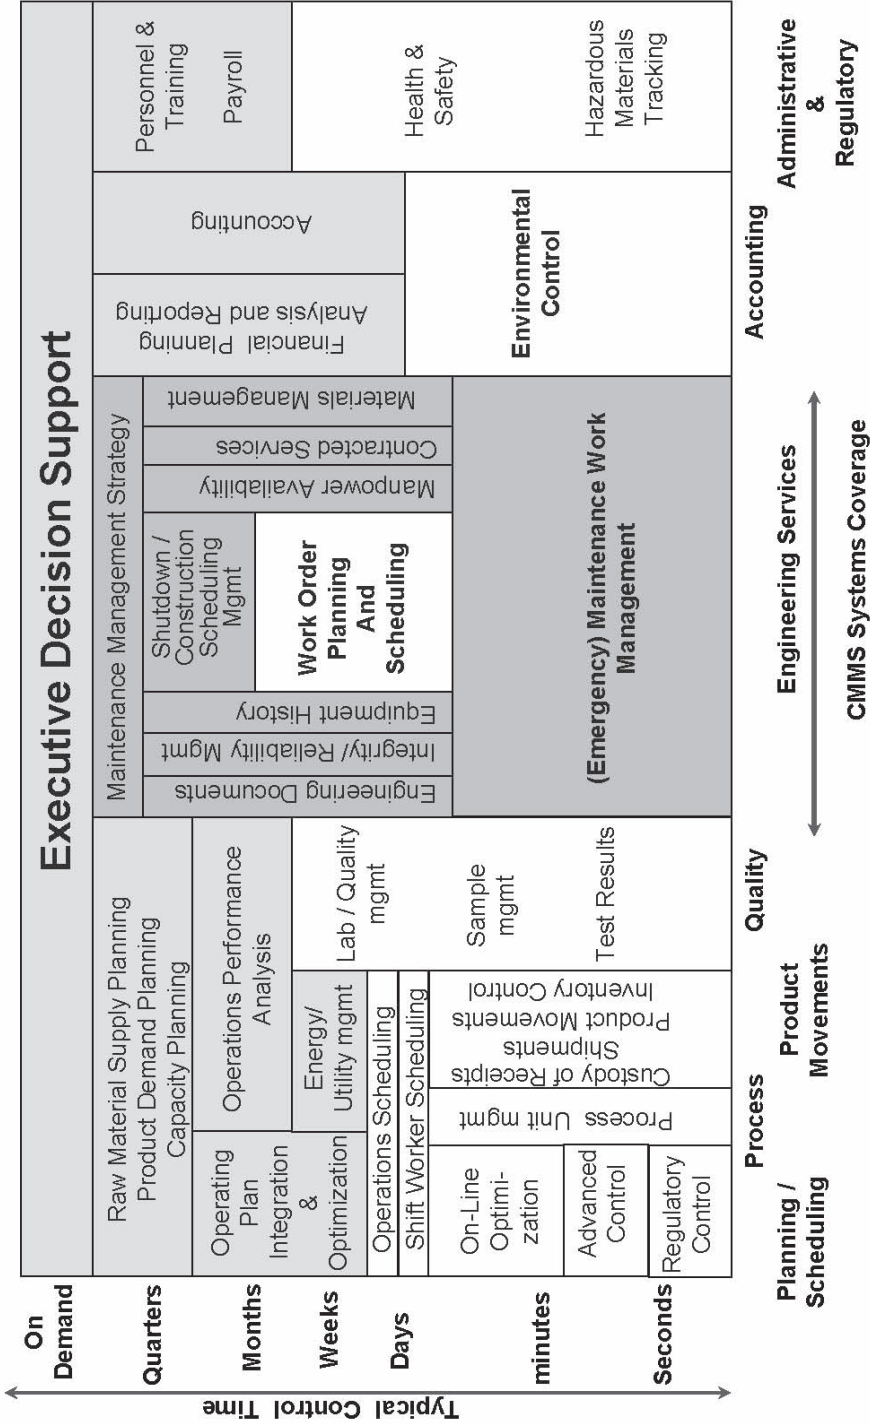 Executive Decision Support
On
Demand
Quarters
Months
Weeks
Days
minutes
Seconds
Typical Control Time
Raw Material Supply Planning
Product Demand Planning
Capacity Planning
Operating
Plan
Integration
&
Optimization
Operations Performance
Analysis
Energy/
Utility mgmt
Operations Scheduling
Shift Worker Scheduling
On-Line
Optimi-
zation
Advanced
Control
Regulatory
Control
Process Unit mgmt
Custody of Receipts
Shipments
Product Movements
Inventory Control
Lab / Quality
mgmt
Sample
mgmt
Test Results
Maintenance Management Strategy
Engineering Documents
Integrity/ Reliability Mgmt
Equipment History
Shutdown /
Construction
Scheduling
Mgmt
Work Order
Planning
And
Scheduling
Manpower Availability
Contracted Services
Materials Management
(Emergency) Maintenance Work
Management
Financial Planning
Analysis and Reporting
Accounting
Environmental
Control
Personnel &
Training
Payroll
Health &
Safety
Hazardous
Materials
Tracking
Planning /
Scheduling
Process
Product
Movements
Quality
Engineering Services
Accounting
Administrative
&
Regulatory
CMMS Systems Coverage